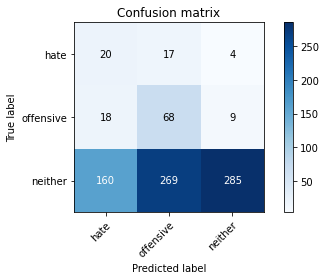 Confusion matrix
True label
hate 20 17 4
offensive 18 68 9
neither 160 269 285
hate offensive neither
Predicted label
250
200
150
100
50